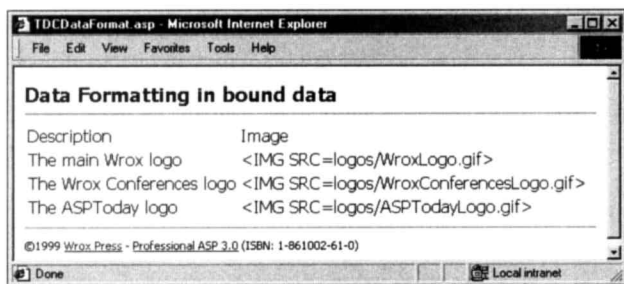 TDCDataFormat.asp - Microsoft Internet Explorer
File Edit View Favorites Tools Help
Data Formatting in bound data
Description Image
The main Wrox logo <IMG SRC=logos/WroxLogo.gif>
The Wrox Conferences logo <IMG SRC=logos/WroxConferencesLogo.gif>
The ASPToday logo <IMG SRC=logos/ASPTodayLogo.gif>
©1999 Wrox Press - Professional ASP 3.0 (ISBN: 1-861002-61-0)
Done Local intranet